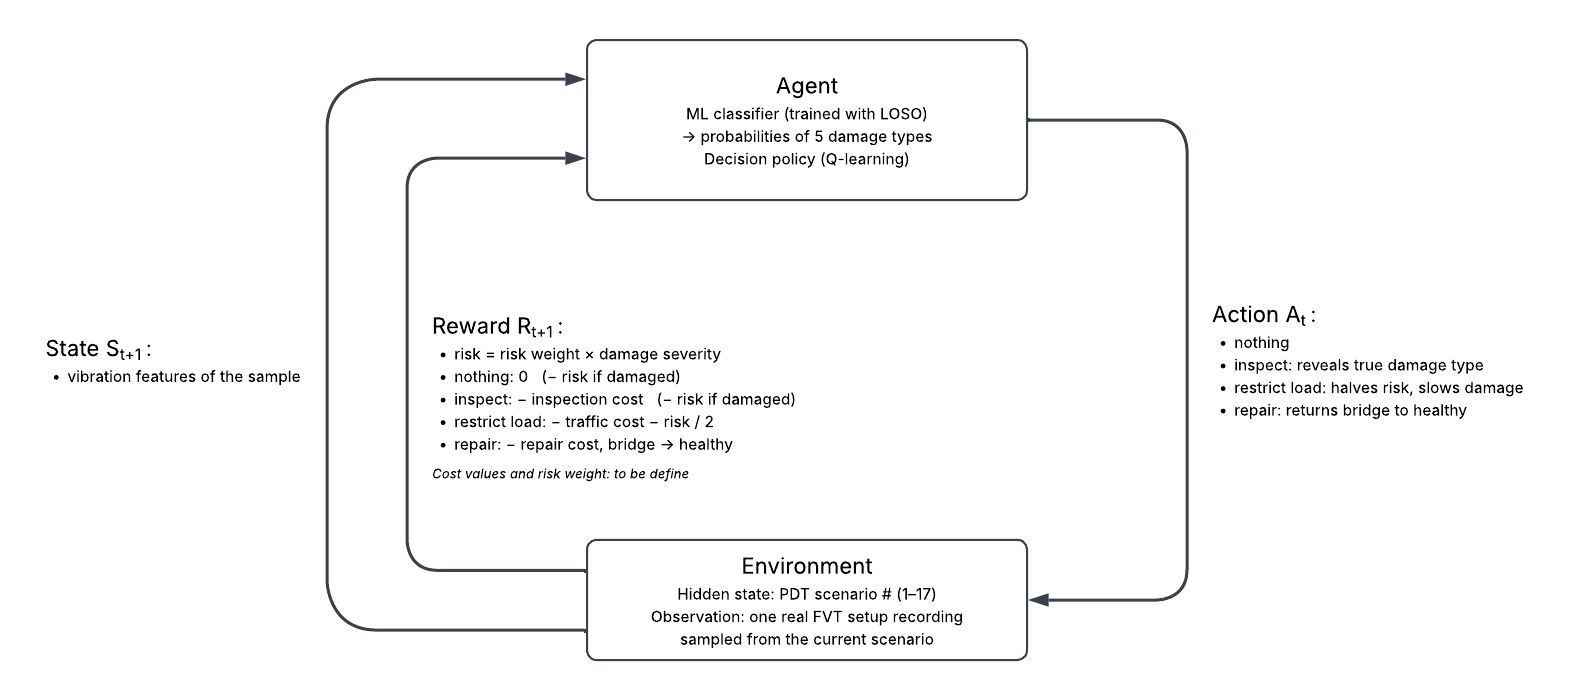 Agent
ML classifier (trained with LOSO)
→ probabilities of 5 damage types
Decision policy (Q-learning)
State St+1 :
• vibration features of the sample
Reward Rt+1 :
• risk = risk weight × damage severity
• nothing: 0 (− risk if damaged)
• inspect: − inspection cost (− risk if damaged)
• restrict load: − traffic cost − risk / 2
• repair: − repair cost, bridge → healthy
Cost values and risk weight: to be define
Action At :
• nothing
• inspect: reveals true damage type
• restrict load: halves risk, slows damage
• repair: returns bridge to healthy
Environment
Hidden state: PDT scenario # (1–17)
Observation: one real FVT setup recording
sampled from the current scenario